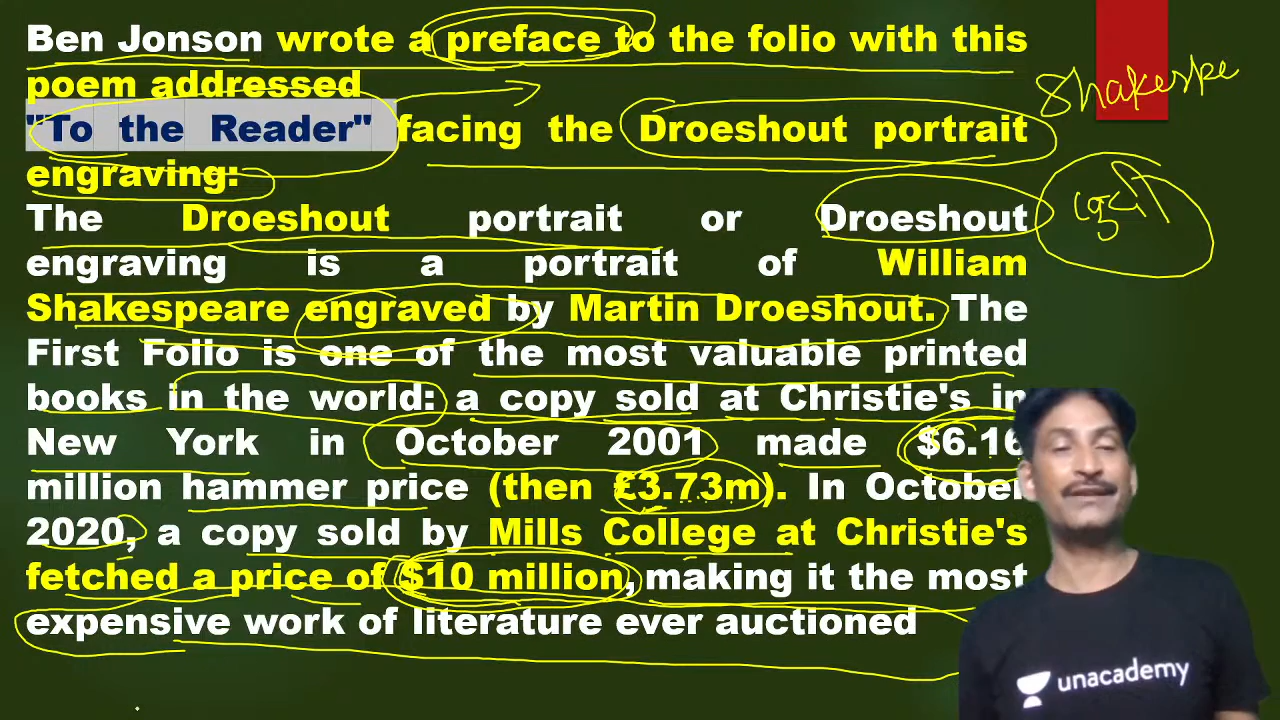 Ben Jonson wrote a preface to the folio with this
poem addressed
"To the Reader" facing the Droeshout portrait
engraving:
The Droeshout portrait or Droeshout
engraving is a portrait of William
Shakespeare engraved by Martin Droeshout. The
First Folio is one of the most valuable printed
books in the world: a copy sold at Christie's in
New York in October 2001 made $6.16
million hammer price (then £3.73m). In October
2020, a copy sold by Mills College at Christie's
fetched a price of $10 million, making it the most
expensive work of literature ever auctioned
Shakespe
unacademy